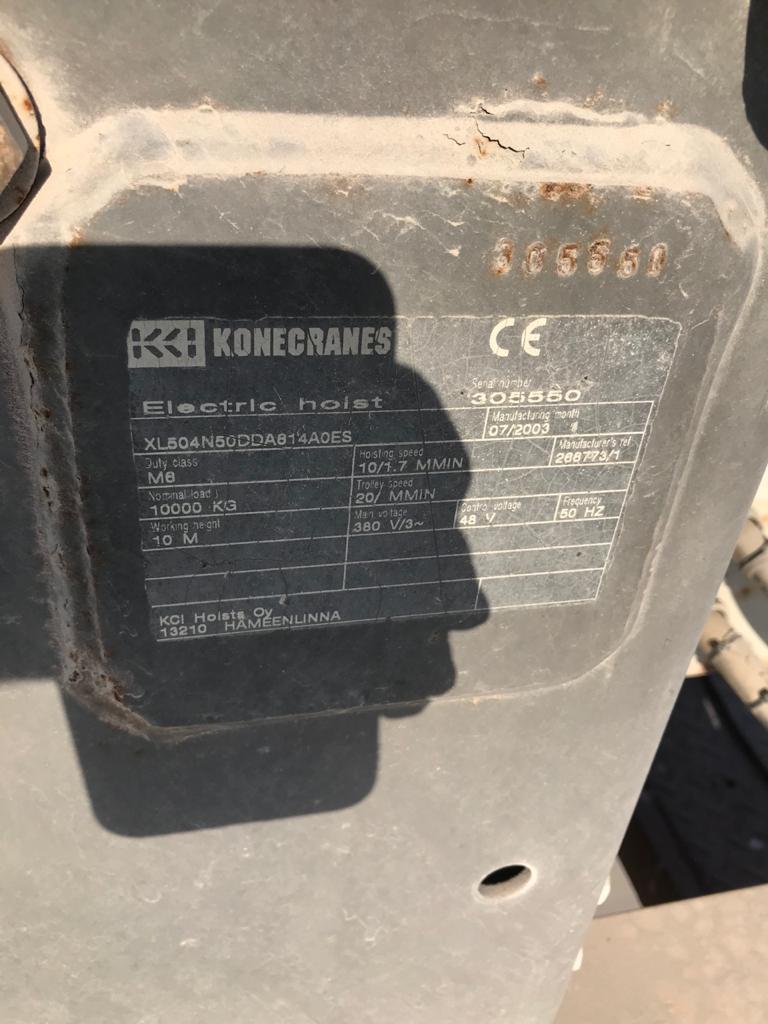 305550
KONECRANES
CE
Electric hoist
Serial number
305550
XL504N50DDA614A0ES
Manufacturing month
07/2003
Duty class
M6
Hoisting speed
10/1.7 MMIN
Manufacturer's ref
266773/1
Nominal load
10000 KG
Trolley speed
20/ MMIN
Working height
10 M
Main voltage
380 V/3~
Control voltage
48 V
Frequency
50 HZ
KCI Hoists Oy
13210 HÄMEENLINNA